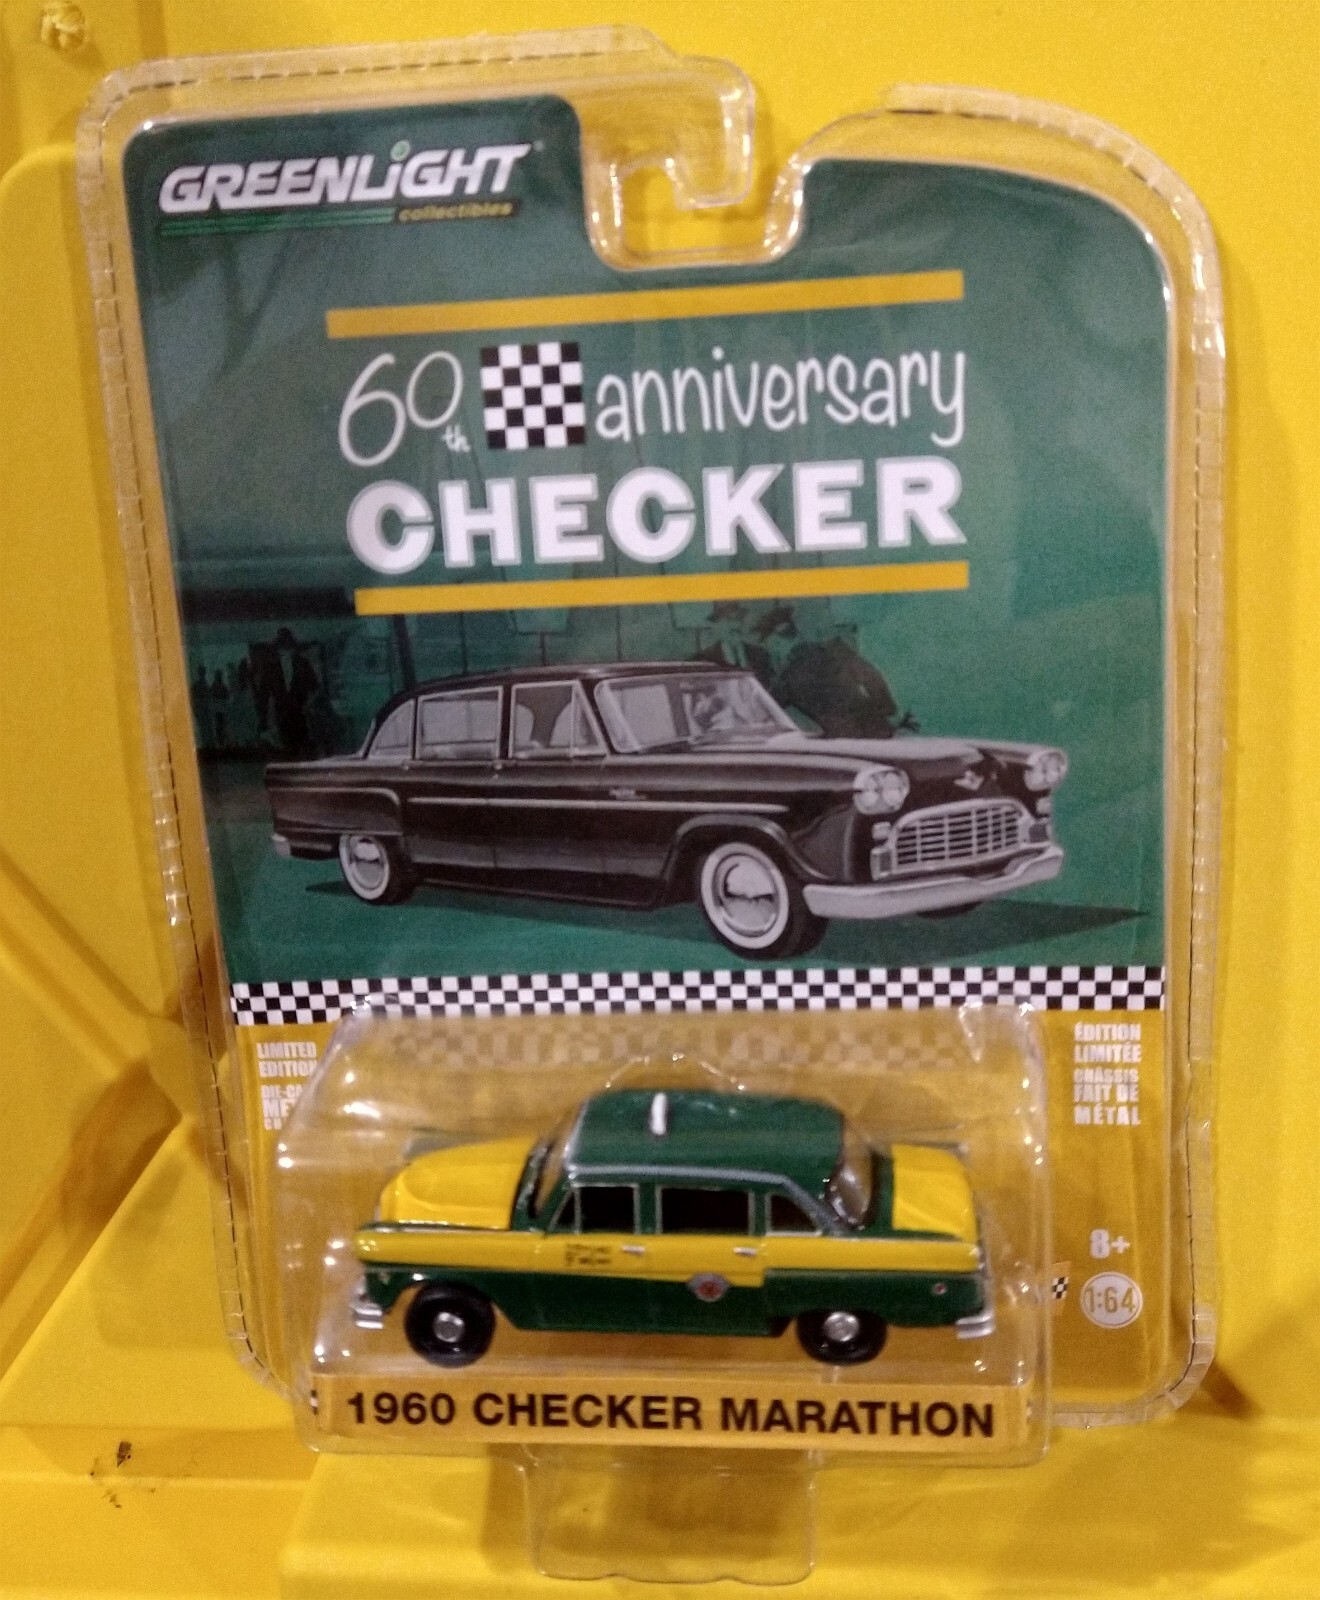 GREENLiGHT
collectibles
60th anniversary
CHECKER
LIMITED
EDITION
ÉDITION
LIMITÉE
CHÂSSIS
FAIT DE
MÉTAL
8+
1:64
1960 CHECKER MARATHON